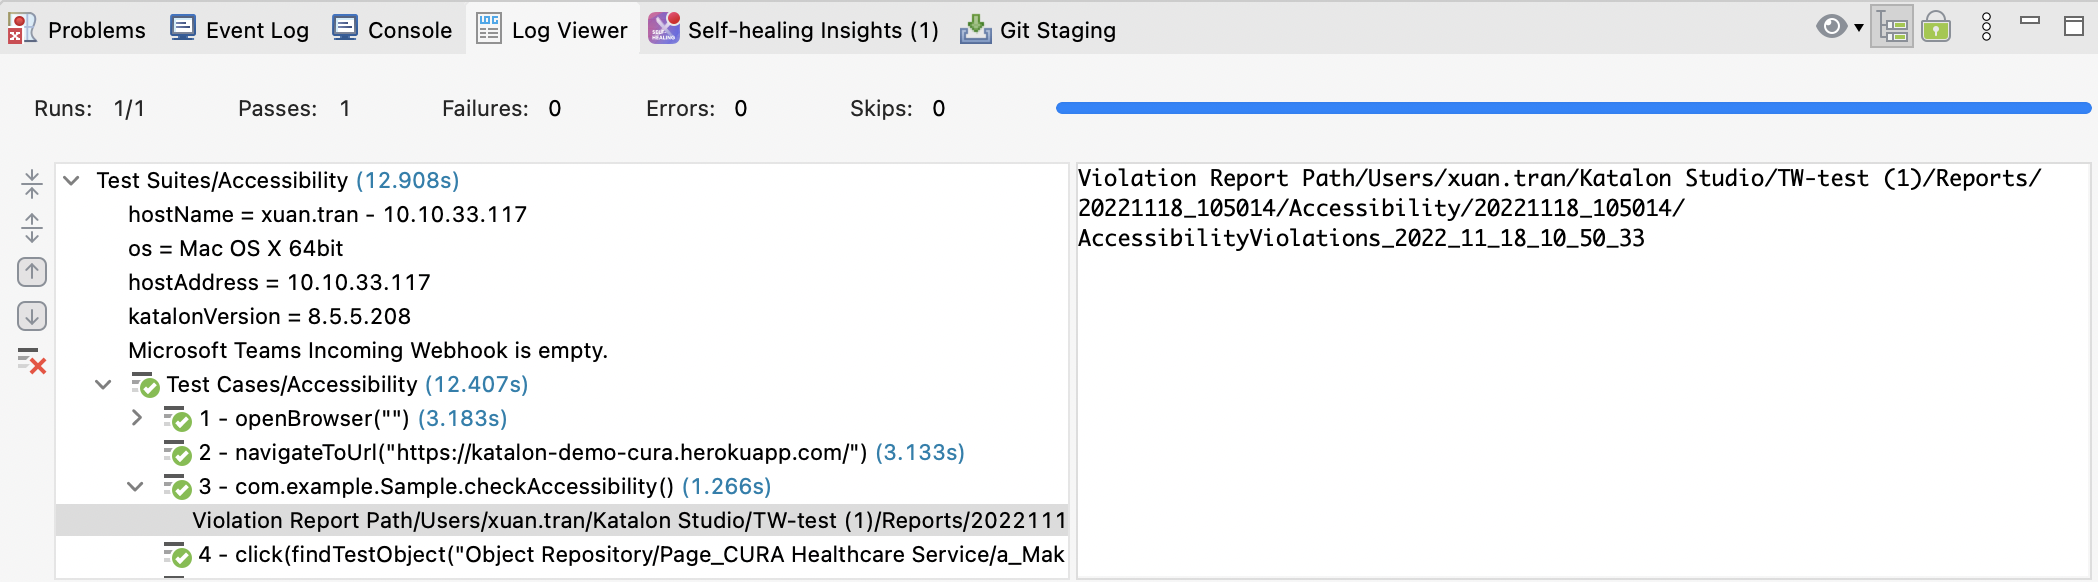 Problems Event Log Console LOG Log Viewer SELF-HEALING Self-healing Insights (1) Git Staging
Runs: 1/1 Passes: 1 Failures: 0 Errors: 0 Skips: 0
Test Suites/Accessibility (12.908s)
hostName = xuan.tran - 10.10.33.117
os = Mac OS X 64bit
hostAddress = 10.10.33.117
katalonVersion = 8.5.5.208
Microsoft Teams Incoming Webhook is empty.
Test Cases/Accessibility (12.407s)
1 - openBrowser("") (3.183s)
2 - navigateToUrl("https://katalon-demo-cura.herokuapp.com/") (3.133s)
3 - com.example.Sample.checkAccessibility() (1.266s)
Violation Report Path/Users/xuan.tran/Katalon Studio/TW-test (1)/Reports/2022111
4 - click(findTestObject("Object Repository/Page_CURA Healthcare Service/a_Mak
Violation Report Path/Users/xuan.tran/Katalon Studio/TW-test (1)/Reports/
20221118_105014/Accessibility/20221118_105014/
AccessibilityViolations_2022_11_18_10_50_33